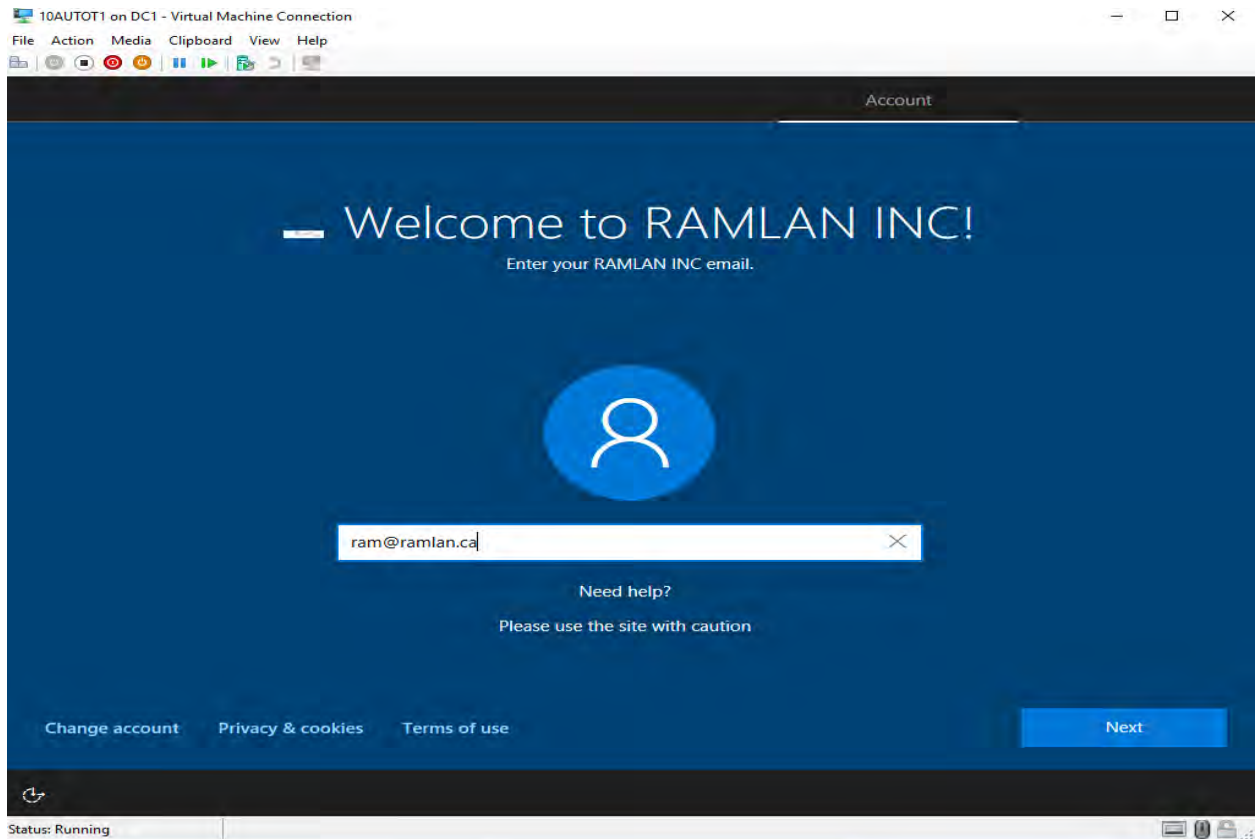 10AUTOT1 on DC1 - Virtual Machine Connection
File Action Media Clipboard View Help
Account
Welcome to RAMLAN INC!
Enter your RAMLAN INC email.
ram@ramlan.ca
Need help?
Please use the site with caution
Change account Privacy & cookies Terms of use Next
Status: Running